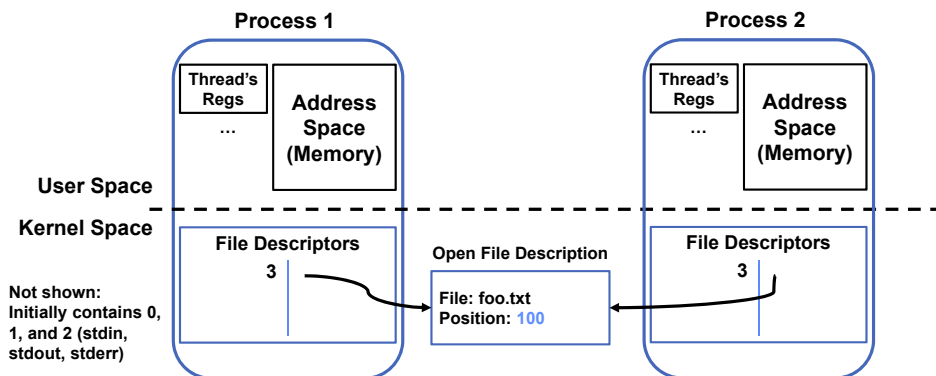 Process 1
Process 2
Thread's
Regs
...
Address
Space
(Memory)
Thread's
Regs
...
Address
Space
(Memory)
User Space
Kernel Space
File Descriptors
3
Open File Description
File: foo.txt
Position: 100
File Descriptors
3
Not shown:
Initially contains 0,
1, and 2 (stdin,
stdout, stderr)